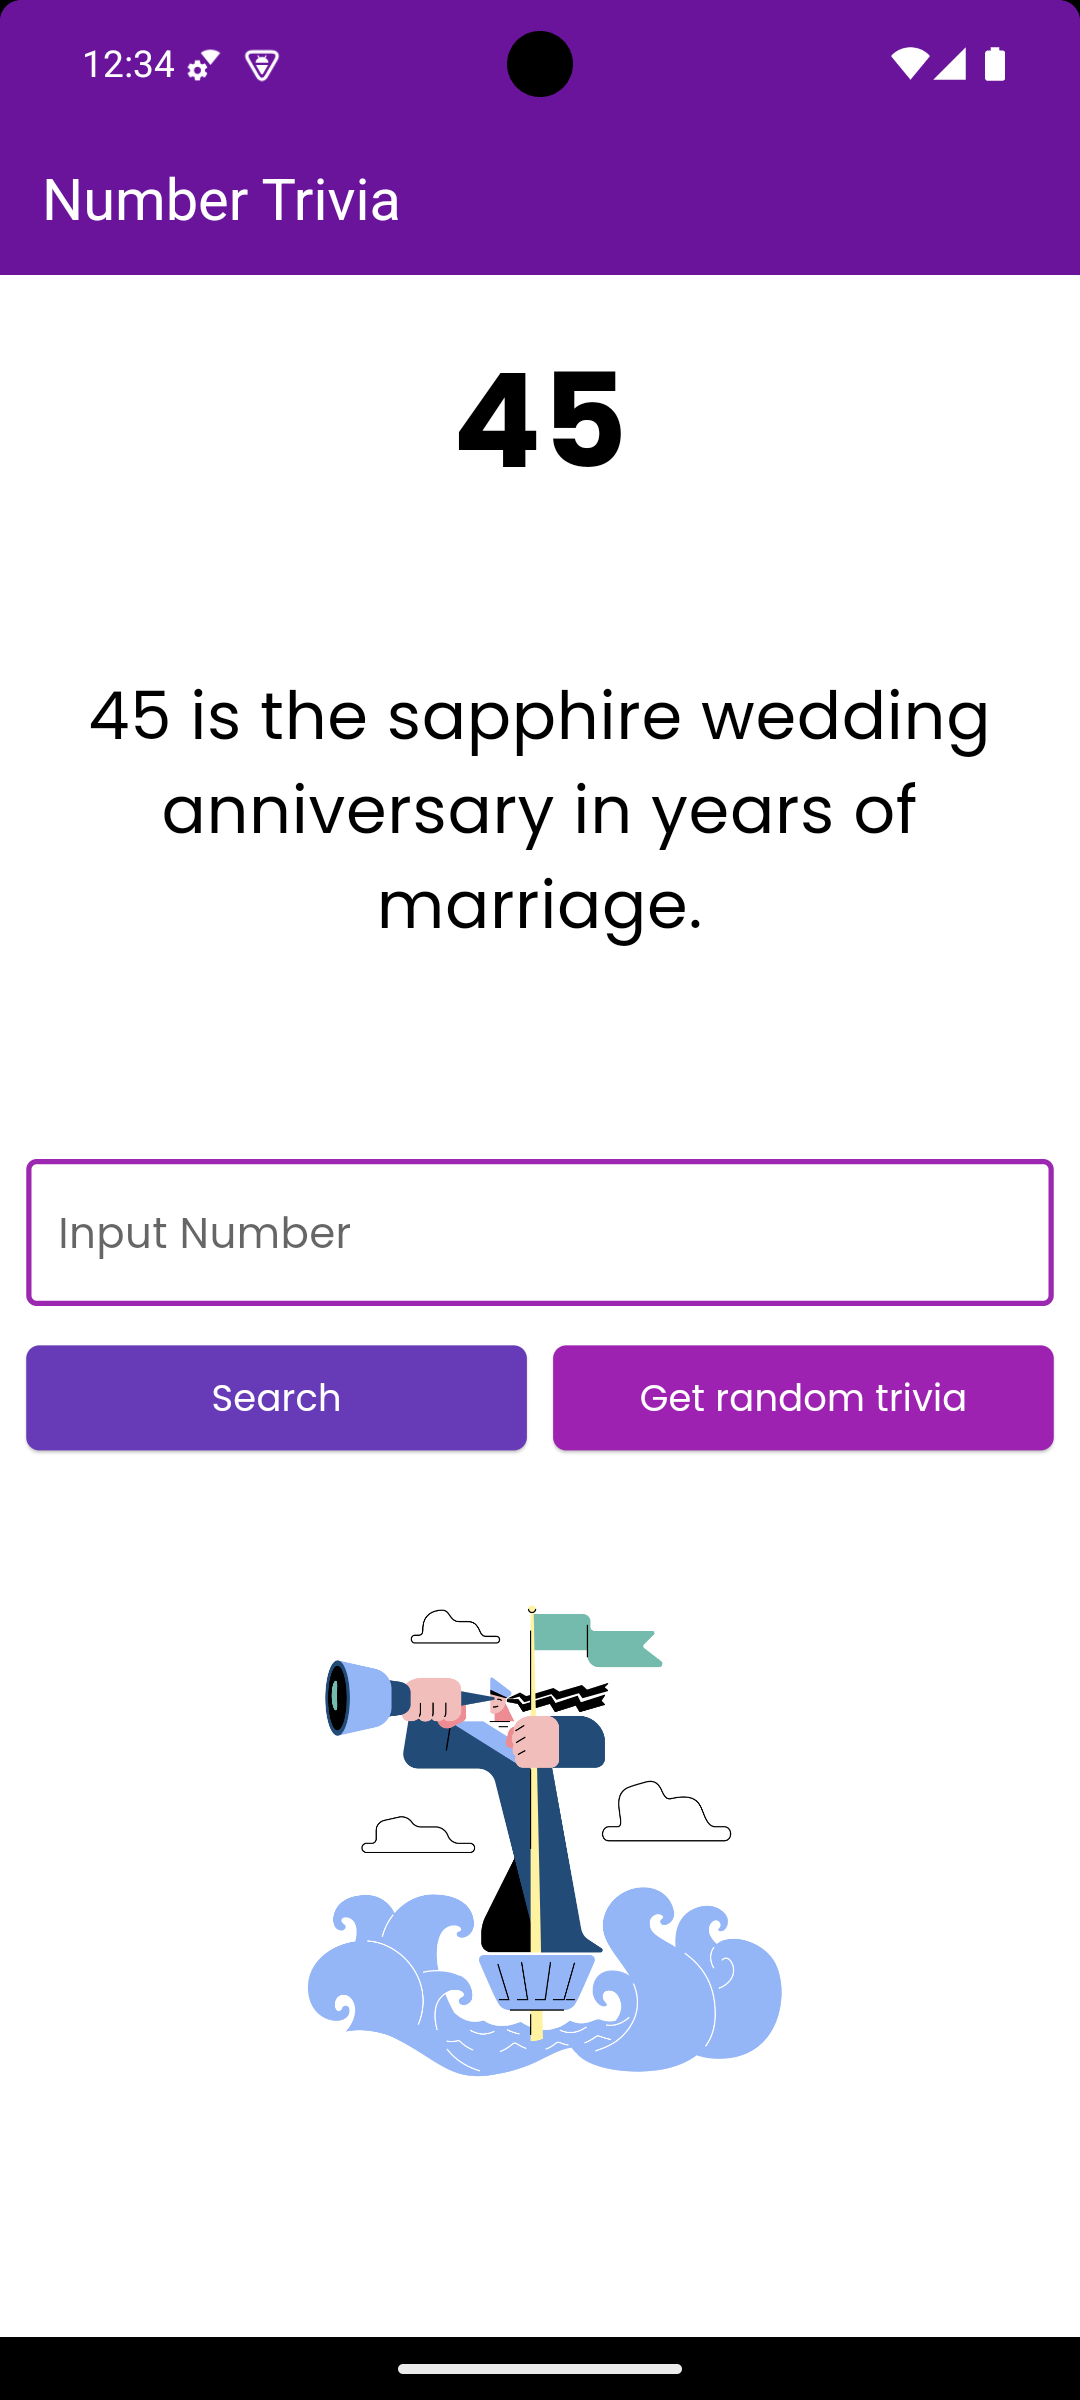 12:34
Number Trivia
45
45 is the sapphire wedding
anniversary in years of
marriage.
Input Number
Search
Get random trivia